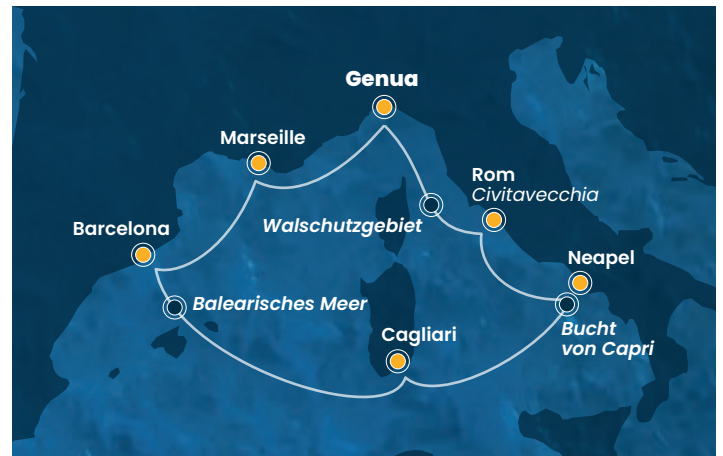 Genua
Marseille
Rom
Civitavecchia
Walschutzgebiet
Barcelona
Neapel
Balearisches Meer
Cagliari
Bucht
von Capri